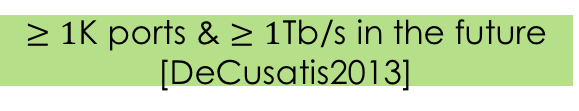 ≥ 1K ports & ≥ 1Tb/s in the future
[DeCusatis2013]